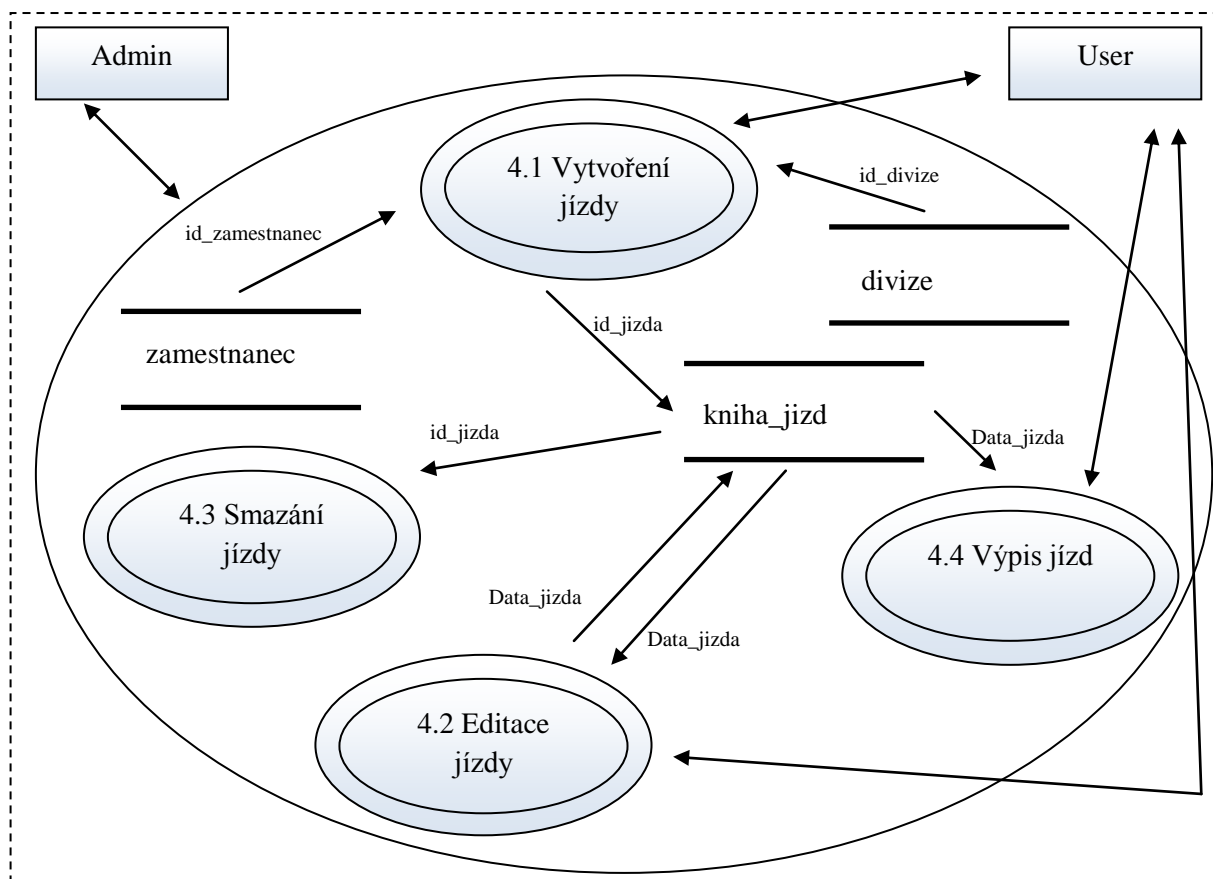 Admin
User
4.1 Vytvoření
jízdy
id_divize
id_zamestnanec
divize
id_jizda
zamestnanec
kniha_jizd
id_jizda
Data_jizda
4.3 Smazání
jízdy
4.4 Výpis jízd
Data_jizda
Data_jizda
4.2 Editace
jízdy